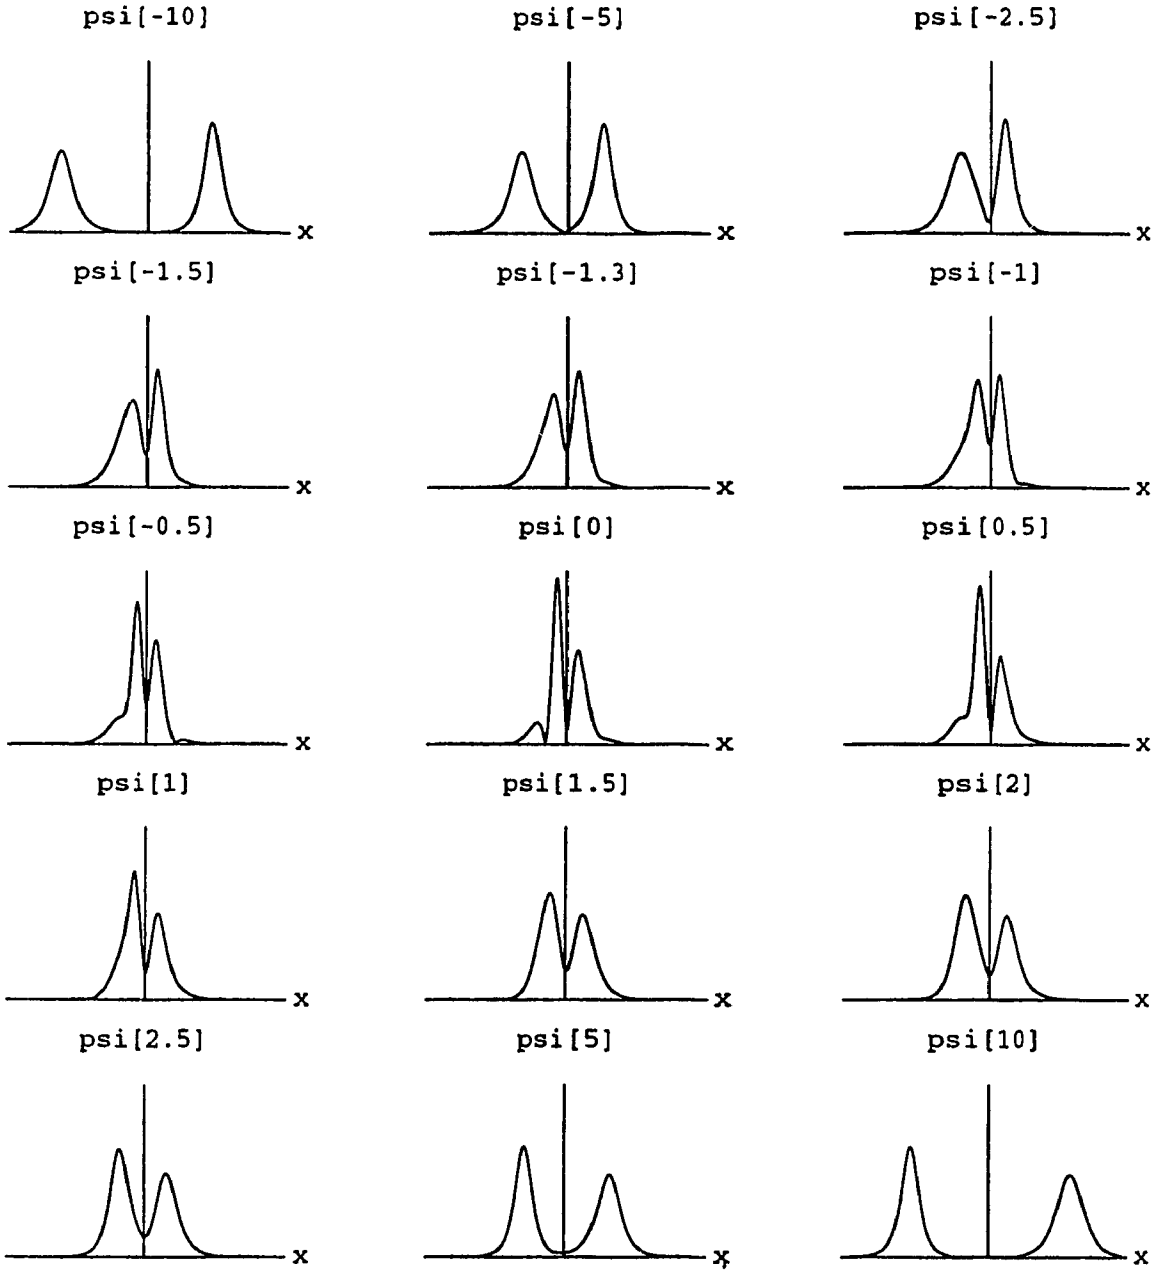 psi[-10] psi[-5] psi[-2.5]
x x x
psi[-1.5] psi[-1.3] psi[-1]
x x x
psi[-0.5] psi[0] psi[0.5]
x x x
psi[1] psi[1.5] psi[2]
x x x
psi[2.5] psi[5] psi[10]
x x x